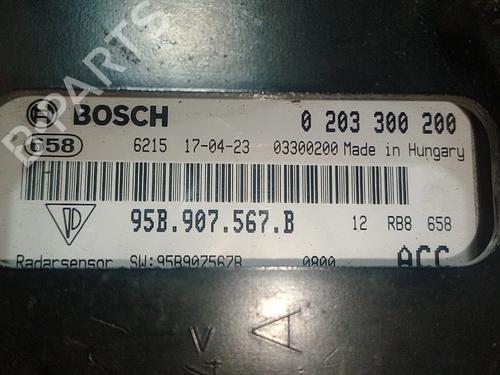 B-PARTS
BOSCH 0 203 300 200
658 6215 17-04-23 03300200 Made in Hungary
95B.907.567.B 12 RB8 658
Radarsensor SW:95B907567B 0800 ACC